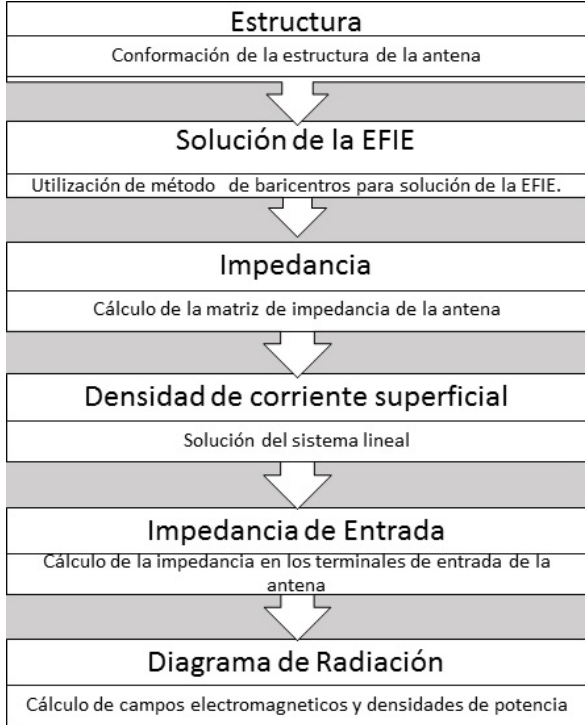 Estructura
Conformación de la estructura de la antena
Solución de la EFIE
Utilización de método de baricentros para solución de la EFIE.
Impedancia
Cálculo de la matriz de impedancia de la antena
Densidad de corriente superficial
Solución del sistema lineal
Impedancia de Entrada
Cálculo de la impedancia en los terminales de entrada de la
antena
Diagrama de Radiación
Cálculo de campos electromagneticos y densidades de potencia